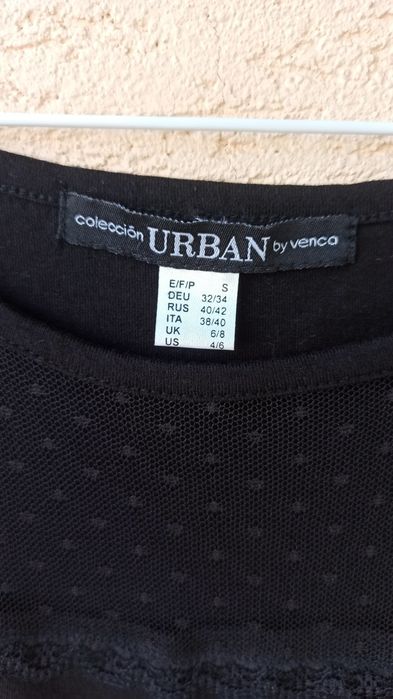 colección URBAN by venca
E/F/P S
DEU 32/34
RUS 40/42
ITA 38/40
UK 6/8
US 4/6